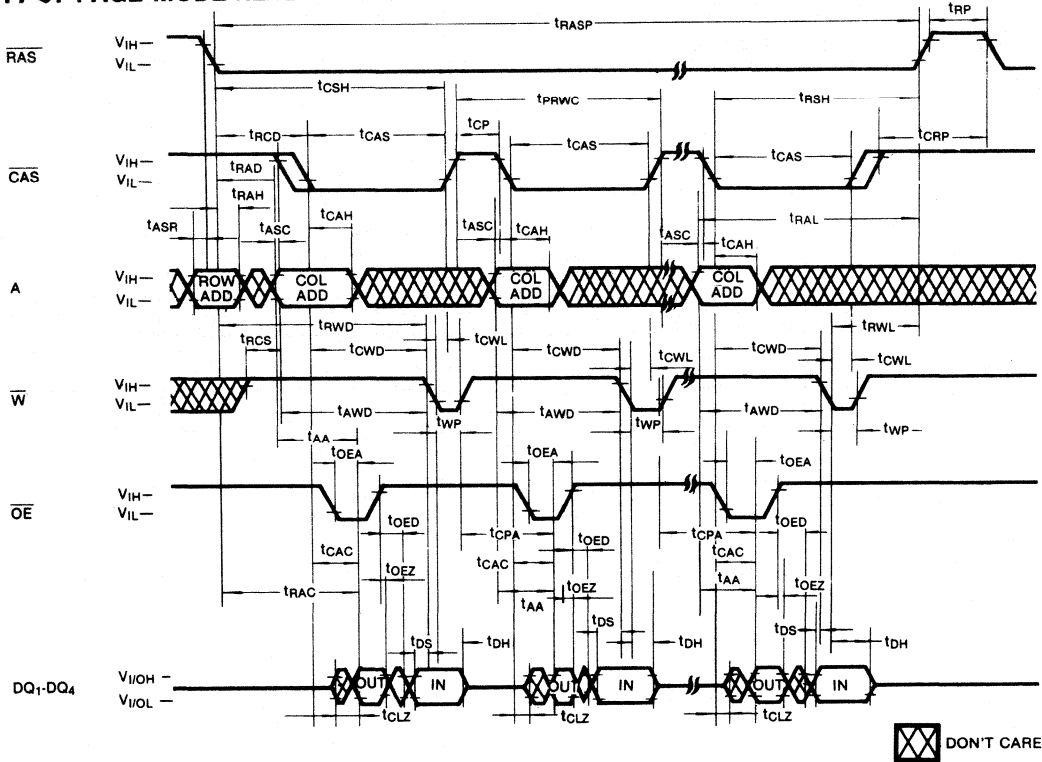 tRASP
tRP
RAS
VIH—
VIL—
tCSH
tPRWC
tRSH
tRCD
tCAS
tCP
tCAS
tCAS
tCRP
CAS
VIH—
VIL—
tRAD
tRAH
tASR
tASC
tCAH
tASC
tCAH
tRAL
tASC
tCAH
A
VIH—
VIL—
ROW ADD
COL ADD
COL ADD
COL ADD
tRWD
tRWL
tRCS
tCWD
tCWL
tCWD
tCWL
tCWD
tCWL
W
VIH—
VIL—
tAWD
tWP
tAWD
tWP
tAWD
tWP
tAA
tOEA
tOEA
tOEA
OE
VIH—
VIL—
tOED
tCPA
tOED
tCPA
tOED
tCAC
tOEZ
tCAC
tOEZ
tCAC
tOEZ
tRAC
tAA
tAA
tDS
tDH
tDS
tDH
tDS
tDH
DQ1-DQ4
VI/OH —
VI/OL—
OUT
IN
OUT
IN
OUT
IN
tCLZ
tCLZ
tCLZ
DON'T CARE